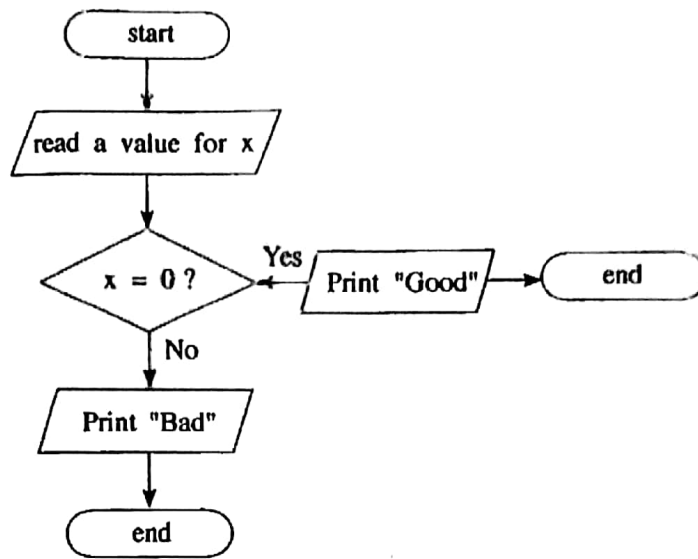 start
read a value for x
x = 0 ?
Yes
Print "Good"
end
No
Print "Bad"
end